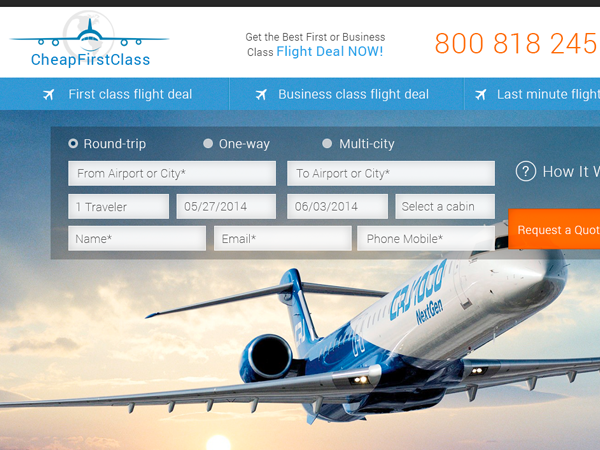 Get the Best First or Business
Class Flight Deal NOW!
800 818 245
CheapFirstClass
First class flight deal
Business class flight deal
Last minute flight
Round-trip
One-way
Multi-city
From Airport or City*
To Airport or City*
How It W
1 Traveler
05/27/2014
06/03/2014
Select a cabin
Name*
Email*
Phone Mobile*
Request a Quot
CRJ1000
NextGen